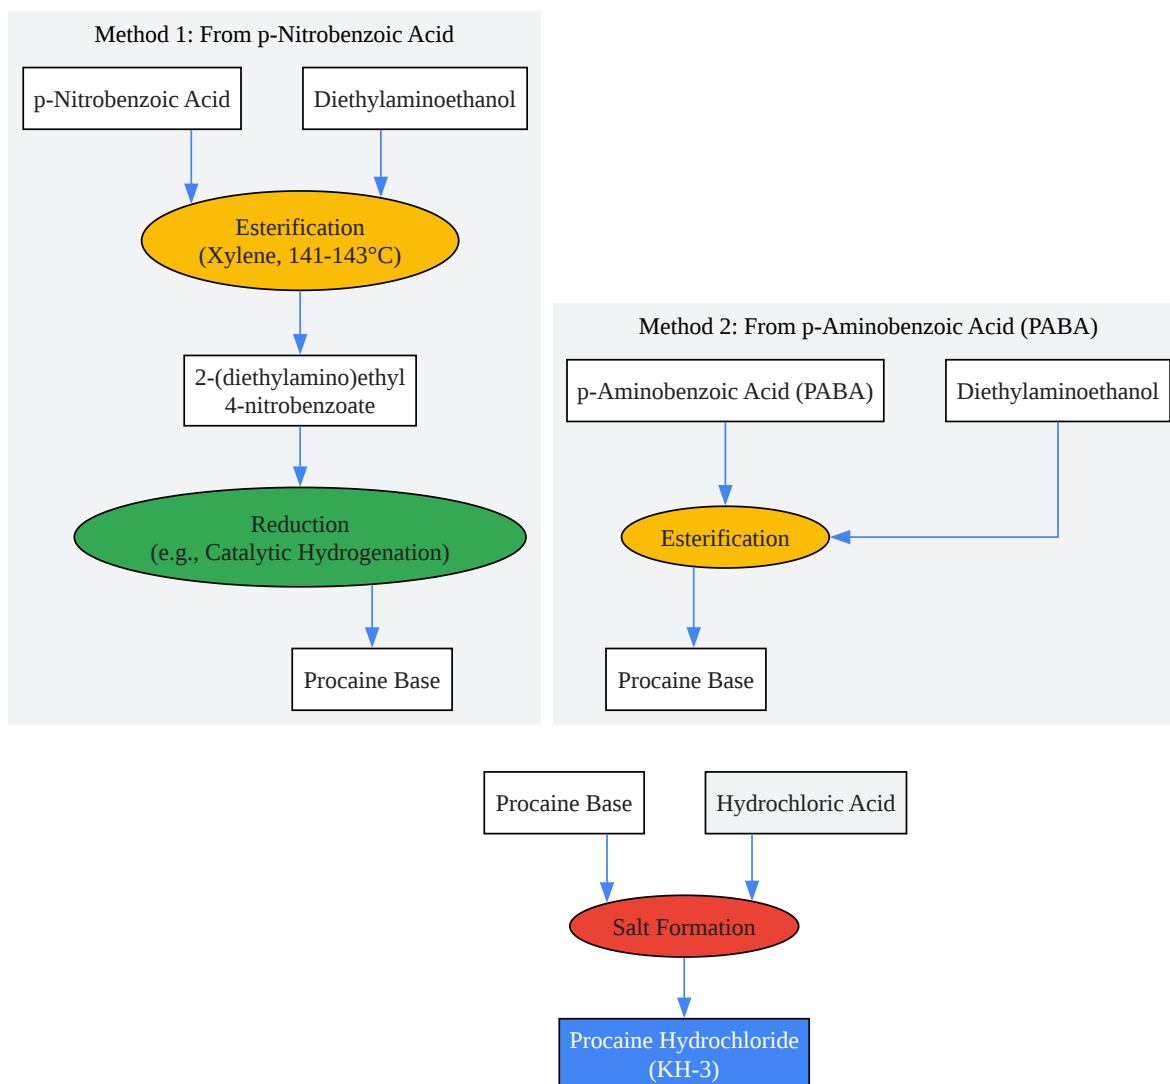 Method 1: From p-Nitrobenzoic Acid
p-Nitrobenzoic Acid
Diethylaminoethanol
Esterification
(Xylene, 141-143°C)
2-(diethylamino)ethyl
4-nitrobenzoate
Reduction
(e.g., Catalytic Hydrogenation)
Procaine Base
Method 2: From p-Aminobenzoic Acid (PABA)
p-Aminobenzoic Acid (PABA)
Diethylaminoethanol
Esterification
Procaine Base
Procaine Base
Hydrochloric Acid
Salt Formation
Procaine Hydrochloride
(KH-3)